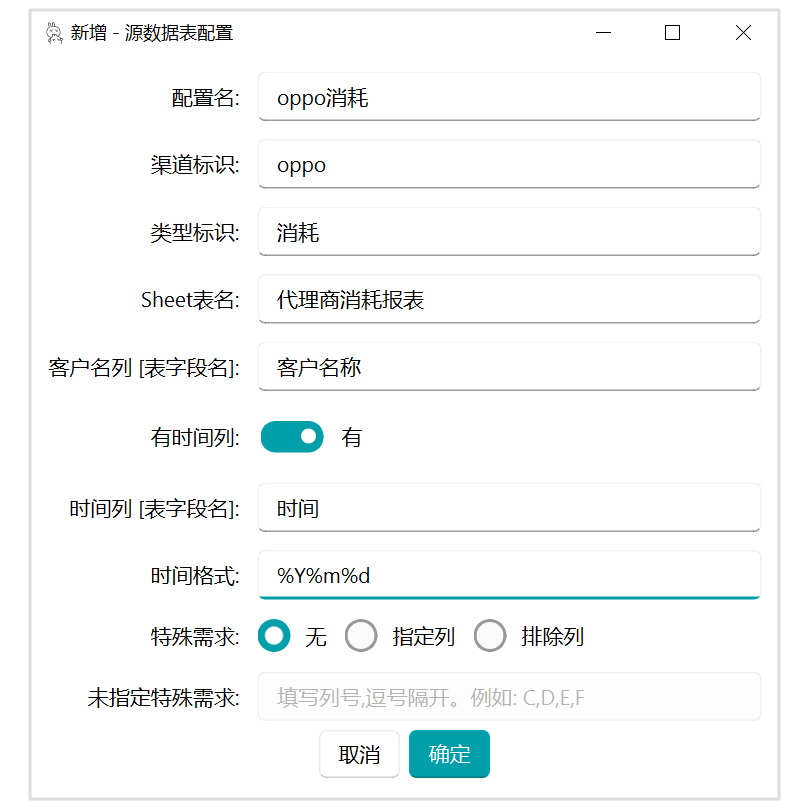 新增 - 源数据表配置
配置名: oppo消耗
渠道标识: oppo
类型标识: 消耗
Sheet表名: 代理商消耗报表
客户名列 [表字段名]: 客户名称
有时间列: 有
时间列 [表字段名]: 时间
时间格式: %Y%m%d
特殊需求: 无 指定列 排除列
未指定特殊需求: 填写列号,逗号隔开。例如: C,D,E,F
取消 确定